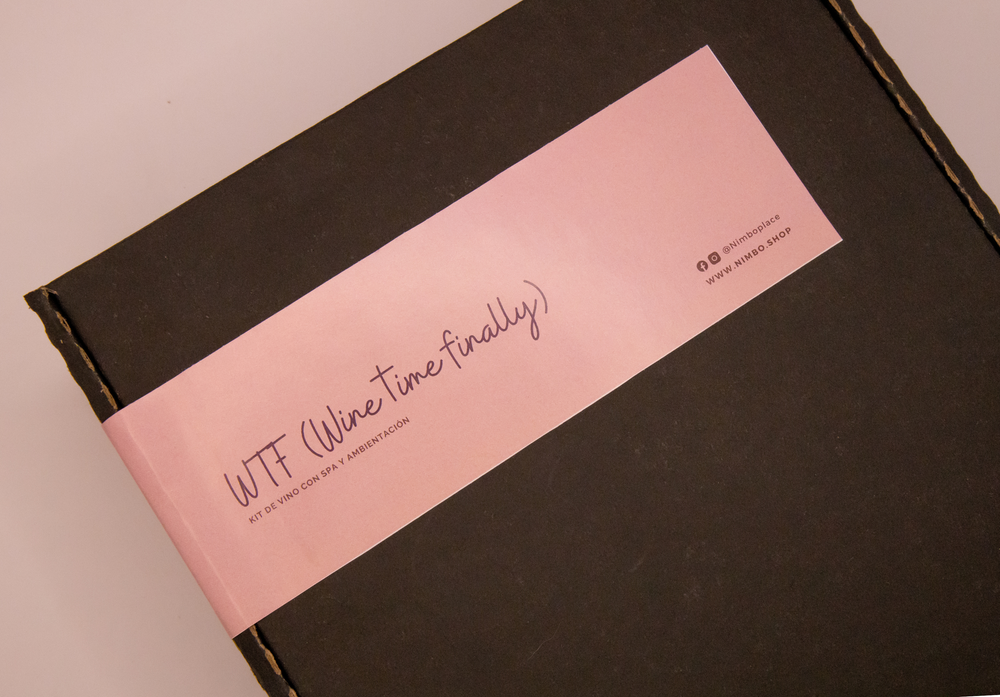 WTF (Wine Time finally)
KIT DE VINO CON SPA Y AMBIENTACIÓN
@Nimboplace
WWW.NIMBO.SHOP